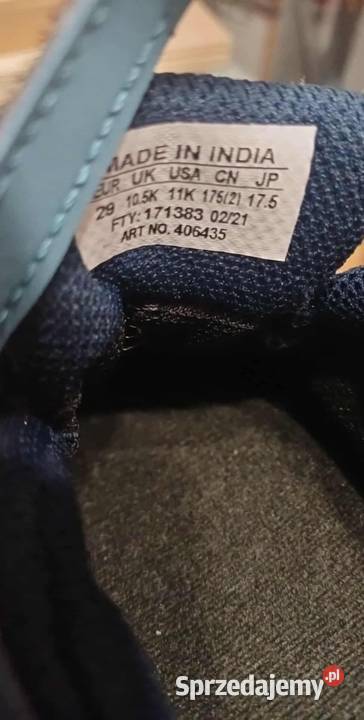 MADE IN INDIA
EUR UK USA CN JP
29 10.5K 11K 175(2) 17.5
FTY: 171383 02/21
ART NO. 406435
Sprzedajemy.pl